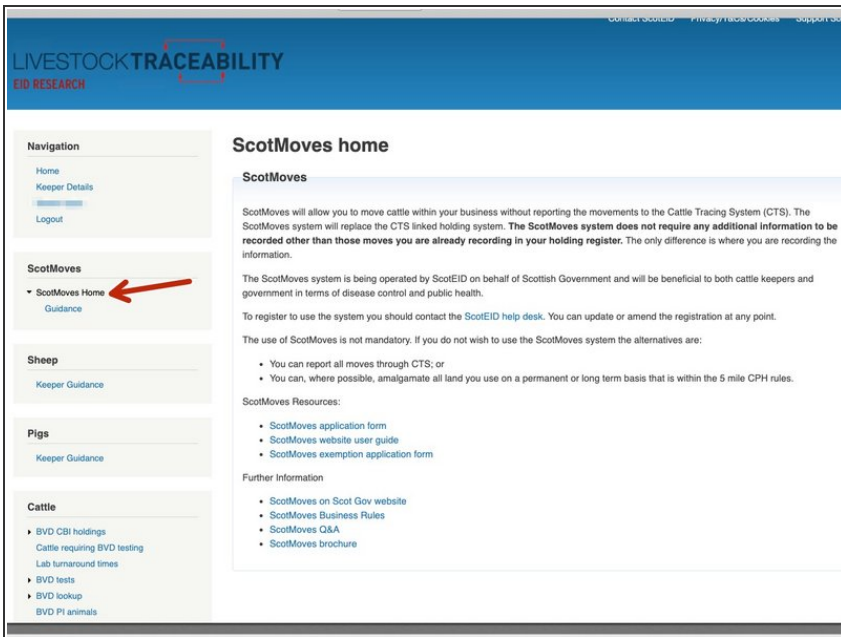 Contact ScotEID Privacy/T&Cs/Cookies Support
LIVESTOCKTRACEABILITY
EID RESEARCH
Navigation
Home
Keeper Details
Logout
ScotMoves
ScotMoves Home
Guidance
Sheep
Keeper Guidance
Pigs
Keeper Guidance
Cattle
BVD CBI holdings
Cattle requiring BVD testing
Lab turnaround times
BVD tests
BVD lookup
BVD PI animals
ScotMoves home
ScotMoves
ScotMoves will allow you to move cattle within your business without reporting the movements to the Cattle Tracing System (CTS). The
ScotMoves system will replace the CTS linked holding system. The ScotMoves system does not require any additional information to be
recorded other than those moves you are already recording in your holding register. The only difference is where you are recording the
information.
The ScotMoves system is being operated by ScotEID on behalf of Scottish Government and will be beneficial to both cattle keepers and
government in terms of disease control and public health.
To register to use the system you should contact the ScotEID help desk. You can update or amend the registration at any point.
The use of ScotMoves is not mandatory. If you do not wish to use the ScotMoves system the alternatives are:
• You can report all moves through CTS; or
• You can, where possible, amalgamate all land you use on a permanent or long term basis that is within the 5 mile CPH rules.
ScotMoves Resources:
• ScotMoves application form
• ScotMoves website user guide
• ScotMoves exemption application form
Further Information
• ScotMoves on Scot Gov website
• ScotMoves Business Rules
• ScotMoves Q&A
• ScotMoves brochure